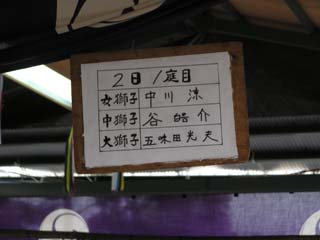 2日 1庭目
女獅子 中川 涼
中獅子 谷 皓介
大獅子 五味田光夫